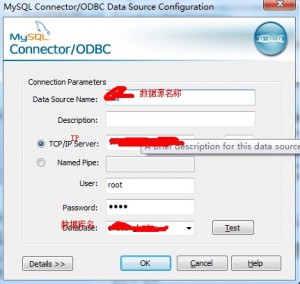 MySQL Connector/ODBC Data Source Configuration
MySQL
Connector/ODBC
Connection Parameters
Data Source Name: 数据源名称
Description:
IP
TCP/IP Server:
A brief description for this data source
Named Pipe:
User: root
Password: ••••
数据库名
Database: Test
Details >> OK Cancel Help